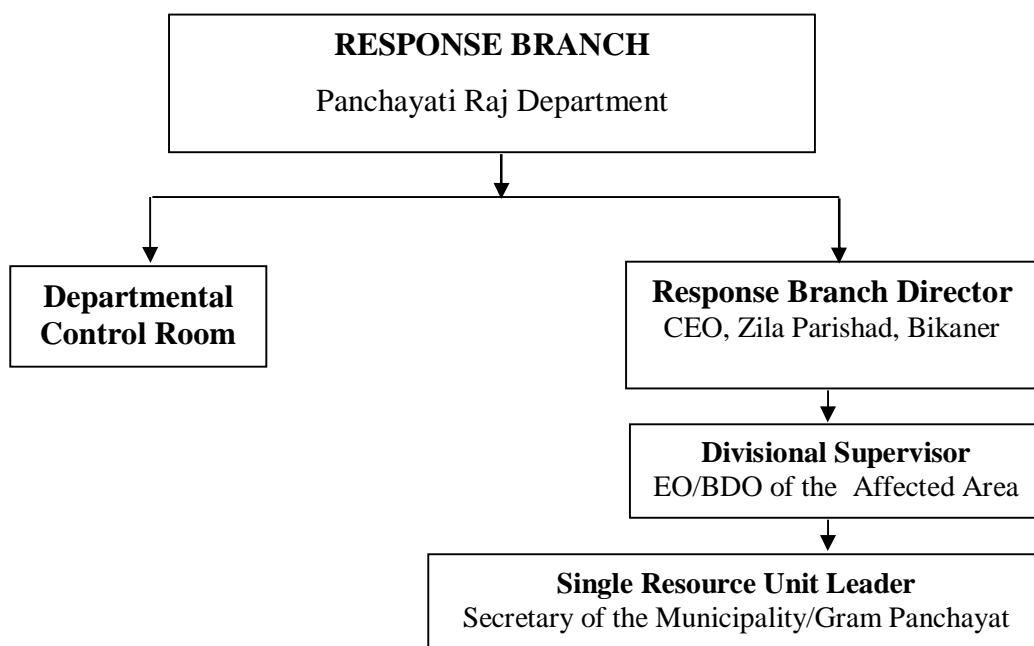 RESPONSE BRANCH
Panchayati Raj Department
Departmental
Control Room
Response Branch Director
CEO, Zila Parishad, Bikaner
Divisional Supervisor
EO/BDO of the Affected Area
Single Resource Unit Leader
Secretary of the Municipality/Gram Panchayat